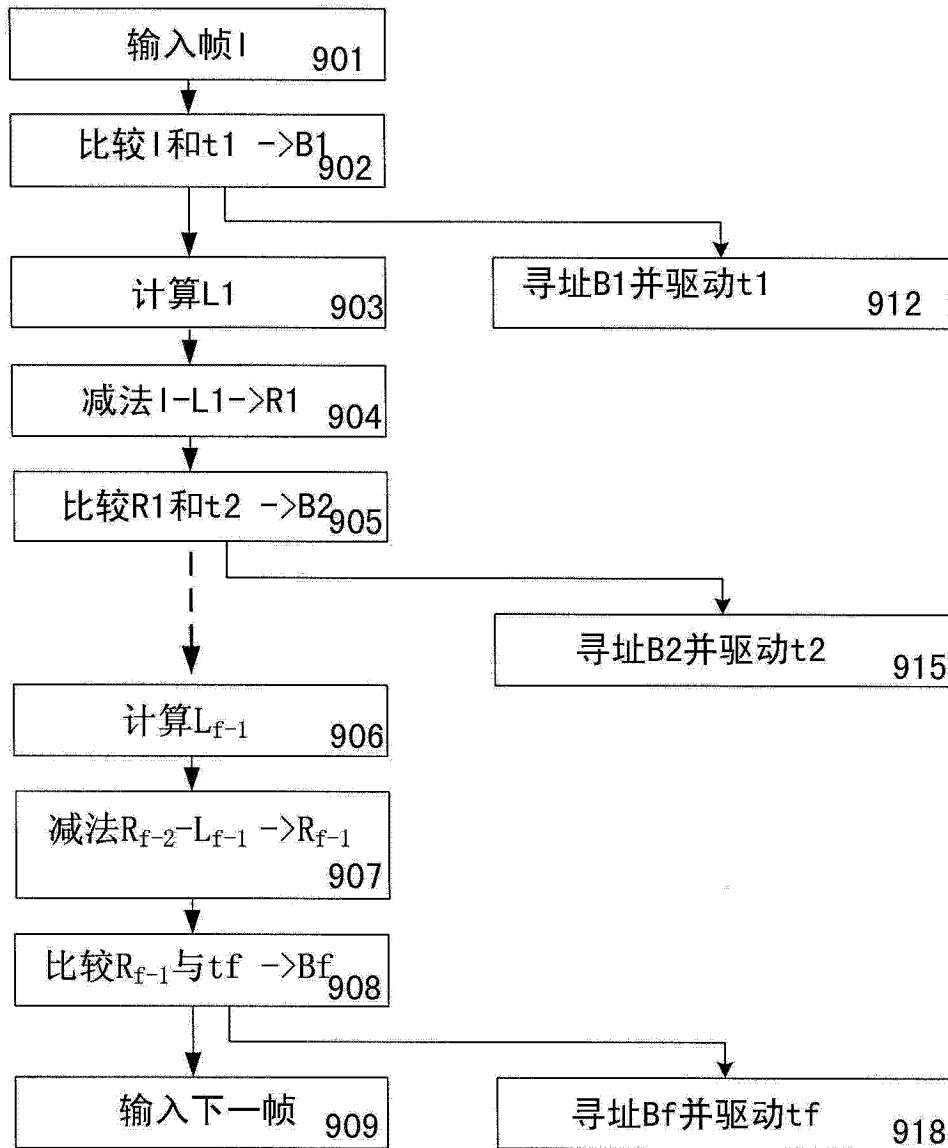 输入帧I 901
比较I和t1 ->B1 902
计算L1 903
寻址B1并驱动t1 912
减法I-L1->R1 904
比较R1和t2 ->B2 905
寻址B2并驱动t2 915
计算Lf-1 906
减法Rf-2-Lf-1 ->Rf-1 907
比较Rf-1与tf ->Bf 908
输入下一帧 909
寻址Bf并驱动tf 918